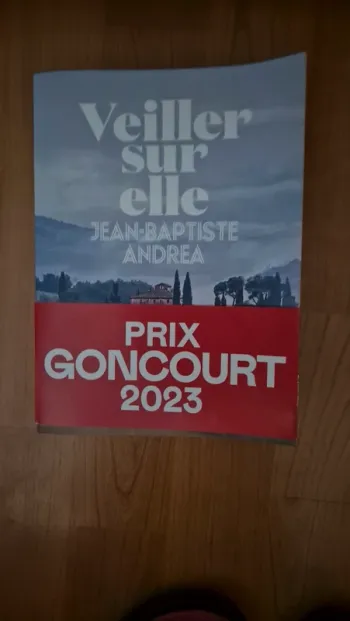 Veiller
sur
elle
JEAN-BAPTISTE
ANDREA
PRIX
GONCOURT
2023